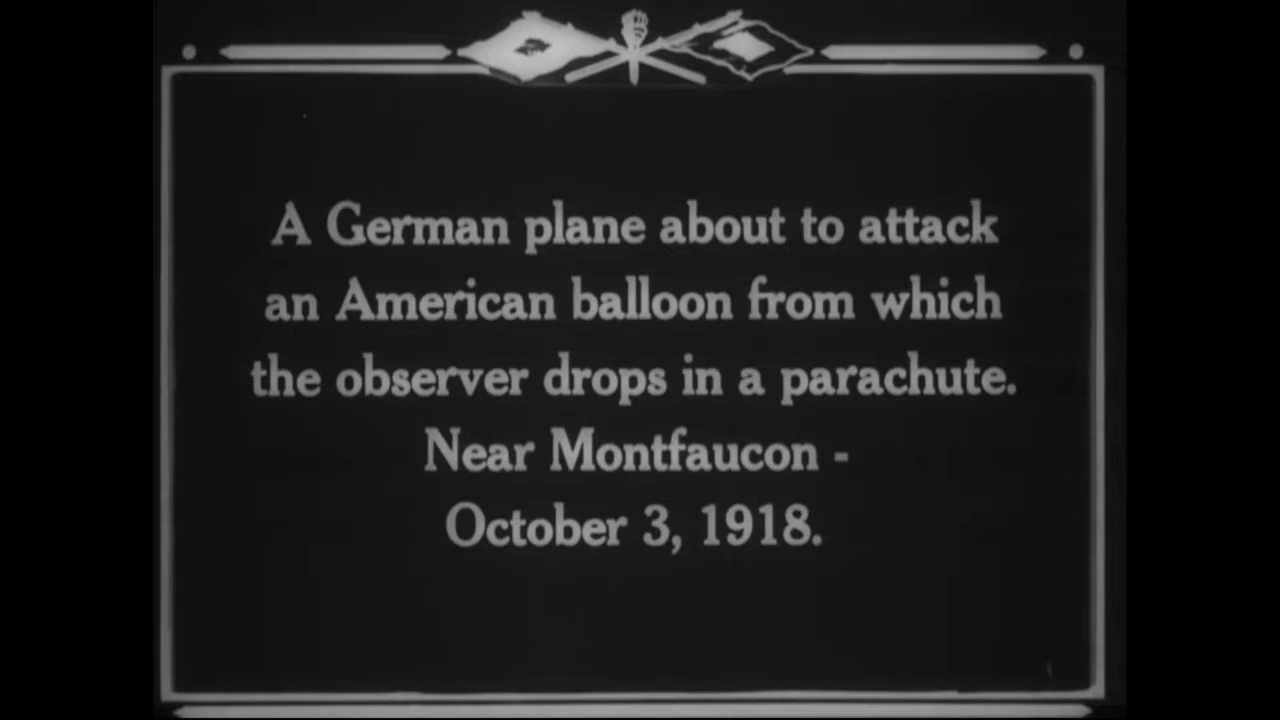 A German plane about to attack
an American balloon from which
the observer drops in a parachute.
Near Montfaucon -
October 3, 1918.